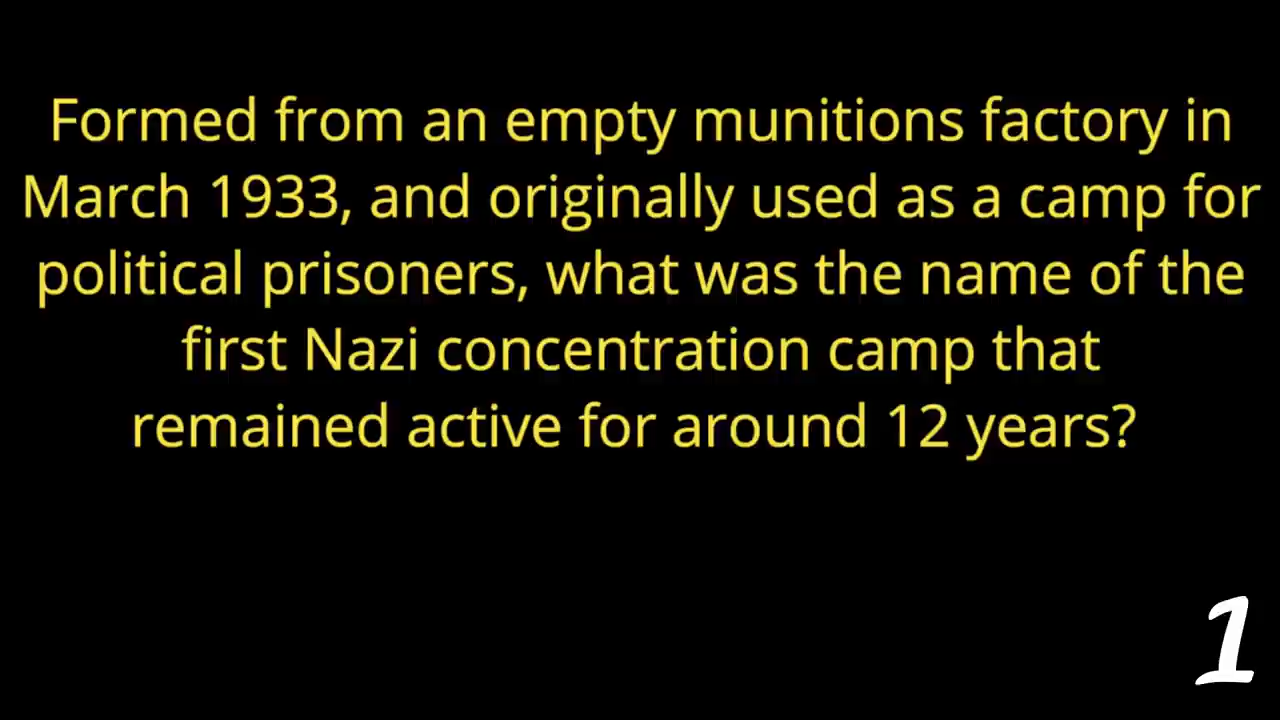 Formed from an empty munitions factory in
March 1933, and originally used as a camp for
political prisoners, what was the name of the
first Nazi concentration camp that
remained active for around 12 years?
1